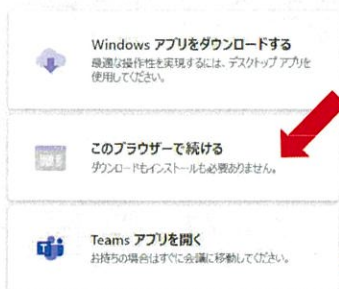 Windows アプリをダウンロードする
最適な操作性を実現するには、デスクトップ アプリを
使用してください。
このブラウザーで続ける
ダウンロードもインストールも必要ありません。
Teams アプリを開く
お持ちの場合はすぐに会議に移動してください。